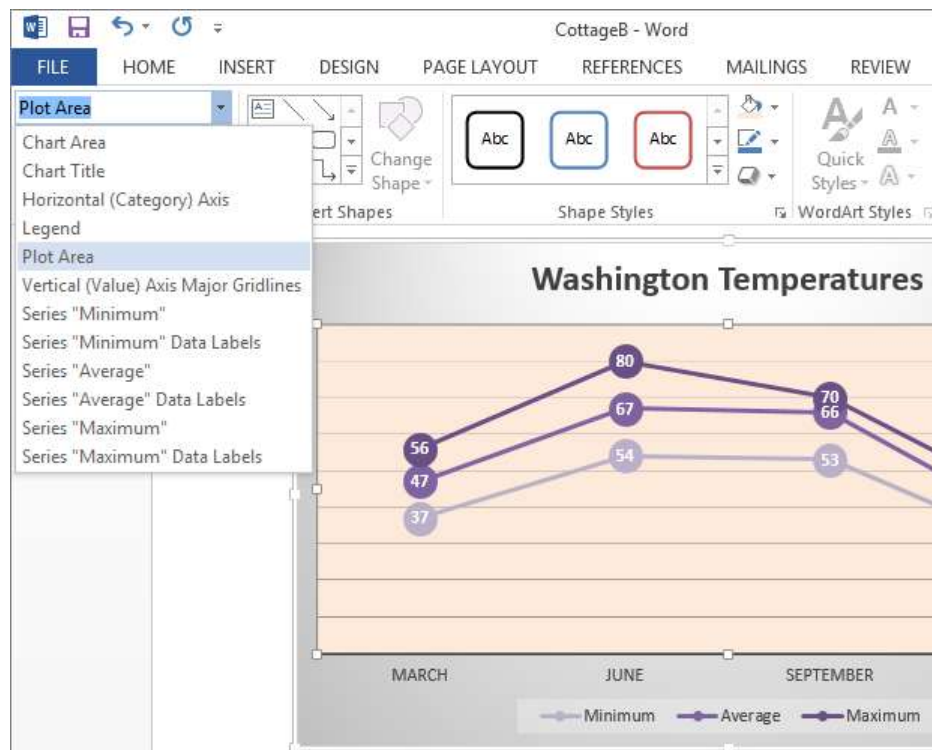 CottageB - Word
FILE HOME INSERT DESIGN PAGE LAYOUT REFERENCES MAILINGS REVIEW
Plot Area
Chart Area
Chart Title
Horizontal (Category) Axis
Legend
Plot Area
Vertical (Value) Axis Major Gridlines
Series "Minimum"
Series "Minimum" Data Labels
Series "Average"
Series "Average" Data Labels
Series "Maximum"
Series "Maximum" Data Labels
Change
Shape
Shapes
Abc Abc Abc
Shape Styles
A A
Quick
Styles
A A
WordArt Styles
Washington Temperatures
80
70
67 66
56
54 53
47
37
MARCH JUNE SEPTEMBER
Minimum Average Maximum